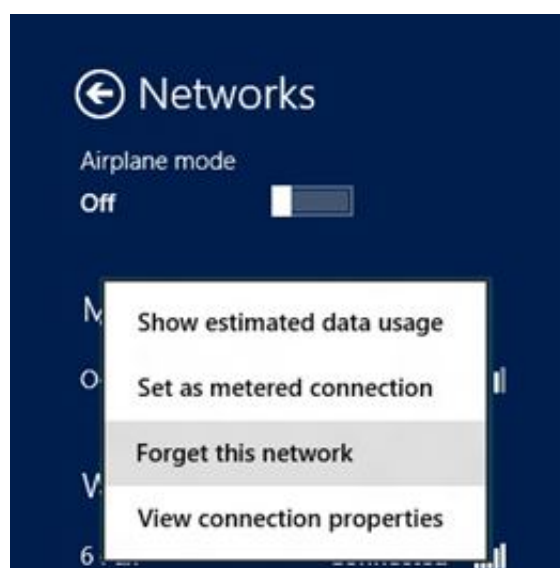 Networks
Airplane mode
Off
Show estimated data usage
Set as metered connection
Forget this network
View connection properties